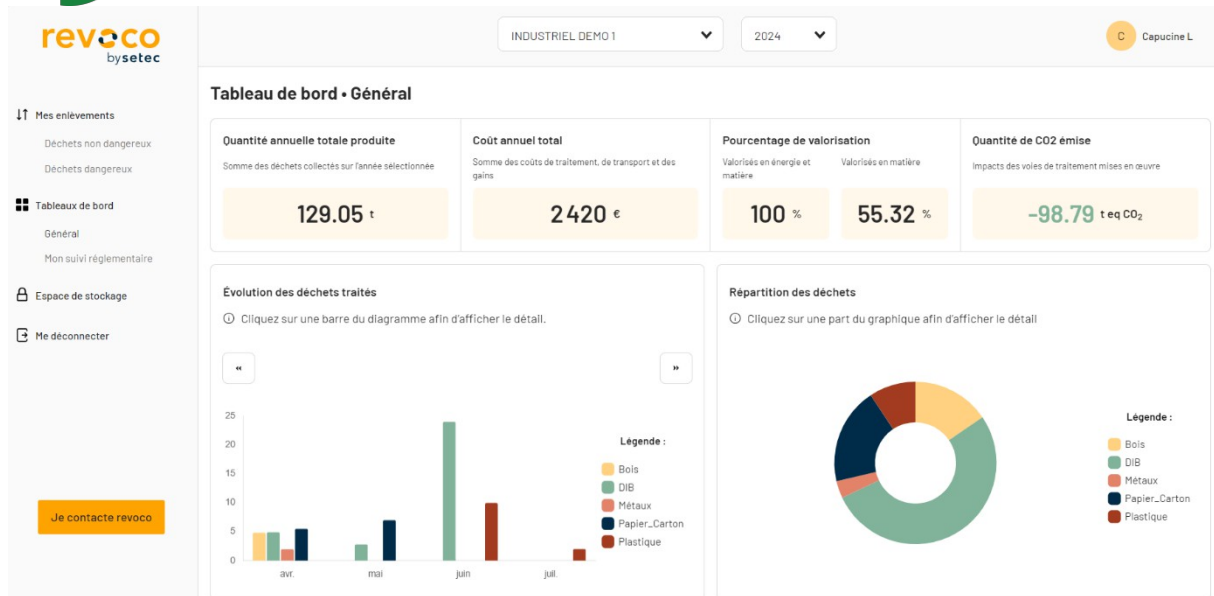 revoco
bysetec
INDUSTRIEL DEMO 1
2024
C
Capucine L
Mes enlèvements
Déchets non dangereux
Déchets dangereux
Tableaux de bord
Général
Mon suivi règlementaire
Espace de stockage
Me déconnecter
Je contacte revoco
Tableau de bord • Général
Quantité annuelle totale produite
Somme des déchets collectés sur l'année sélectionnée
129.05 t
Coût annuel total
Somme des coûts de traitement, de transport et des
gains
2420 €
Pourcentage de valorisation
Valorisés en énergie et
matière
100 %
Valorisés en matière
55.32 %
Quantité de CO2 émise
Impacts des voies de traitement mises en œuvre
-98.79 t eq CO₂
Évolution des déchets traités
Cliquez sur une barre du diagramme afin d'afficher le détail.
«
»
25
20
15
10
5
0
avr.
mai
juin
juil.
Légende :
Bois
DIB
Métaux
Papier_Carton
Plastique
Répartition des déchets
Cliquez sur une part du graphique afin d'afficher le détail
Légende :
Bois
DIB
Métaux
Papier_Carton
Plastique